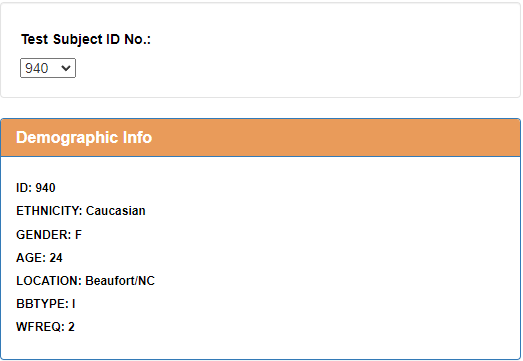 Test Subject ID No.:
940
Demographic Info
ID: 940
ETHNICITY: Caucasian
GENDER: F
AGE: 24
LOCATION: Beaufort/NC
BBTYPE: I
WFREQ: 2